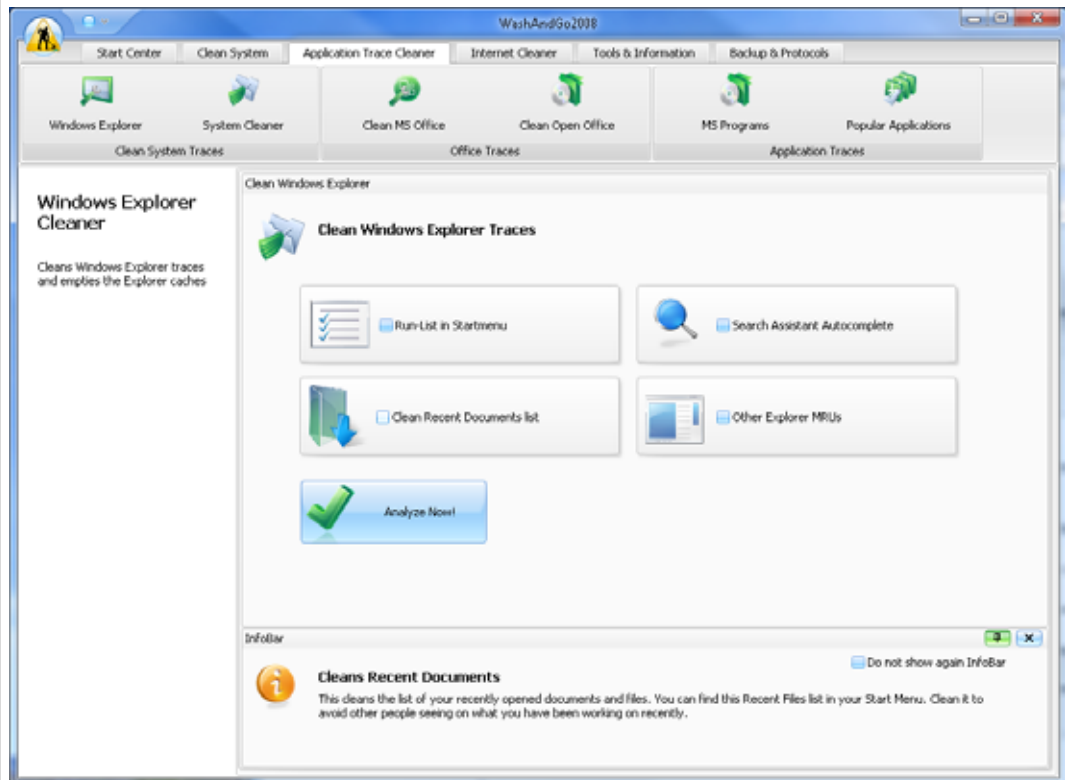 WashAndGo2008
Start Center Clean System Application Trace Cleaner Internet Cleaner Tools & Information Backup & Protocols
Windows Explorer System Cleaner Clean MS Office Clean Open Office MS Programs Popular Applications
Clean System Traces Office Traces Application Traces
Windows Explorer
Cleaner
Cleans Windows Explorer traces
and empties the Explorer caches
Clean Windows Explorer
Clean Windows Explorer Traces
Run-List in Startmenu
Search Assistant Autocomplete
Clean Recent Documents list
Other Explorer MRUs
Analyze Now!
InfoBar
Do not show again InfoBar
Cleans Recent Documents
This cleans the list of your recently opened documents and files. You can find this Recent Files list in your Start Menu. Clean it to
avoid other people seeing on what you have been working on recently.